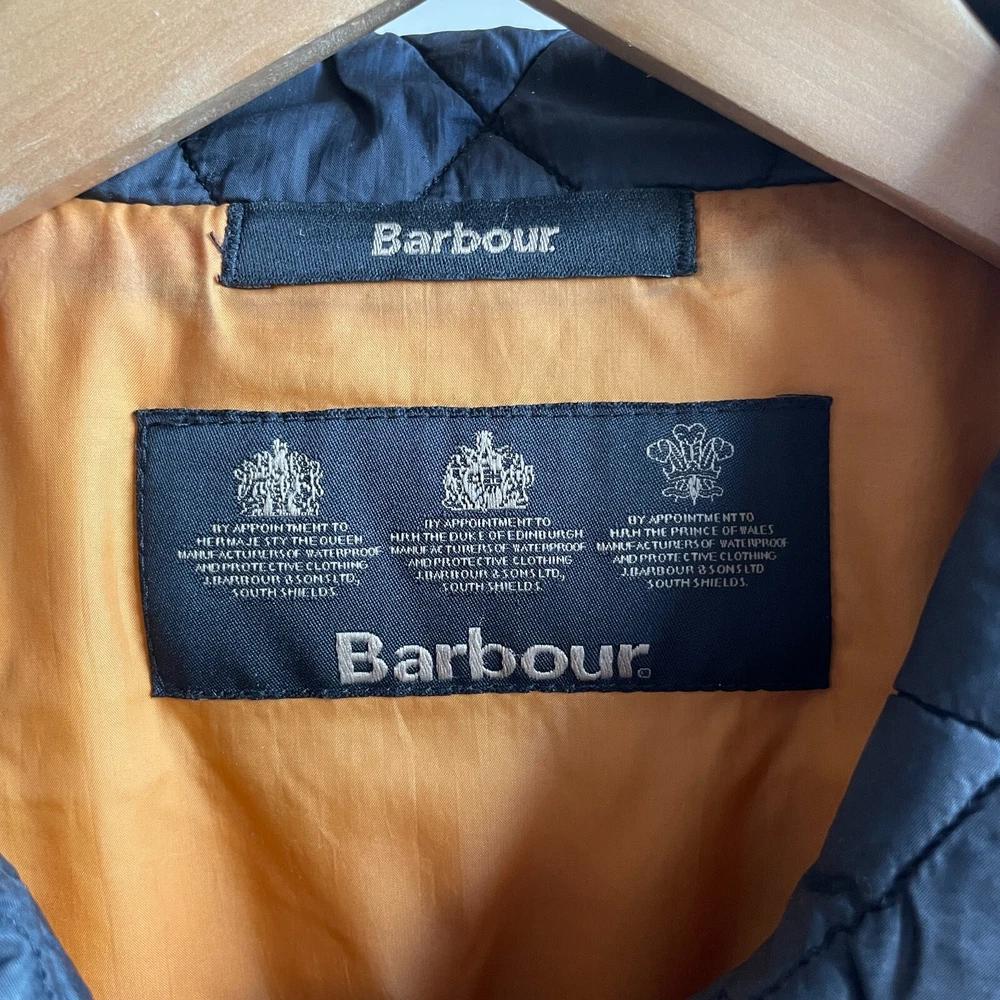 Barbour
BY APPOINTMENT TO
HER MAJESTY THE QUEEN
MANUFACTURERS OF WATERPROOF
AND PROTECTIVE CLOTHING
J.BARBOUR & SONS LTD,
SOUTH SHIELDS.
BY APPOINTMENT TO
H.R.H THE DUKE OF EDINBURGH
MANUFACTURERS OF WATERPROOF
AND PROTECTIVE CLOTHING
J.BARBOUR & SONS LTD,
SOUTH SHIELDS.
BY APPOINTMENT TO
H.R.H THE PRINCE OF WALES
MANUFACTURERS OF WATERPROOF
AND PROTECTIVE CLOTHING
J.BARBOUR & SONS LTD
SOUTH SHIELDS.
Barbour